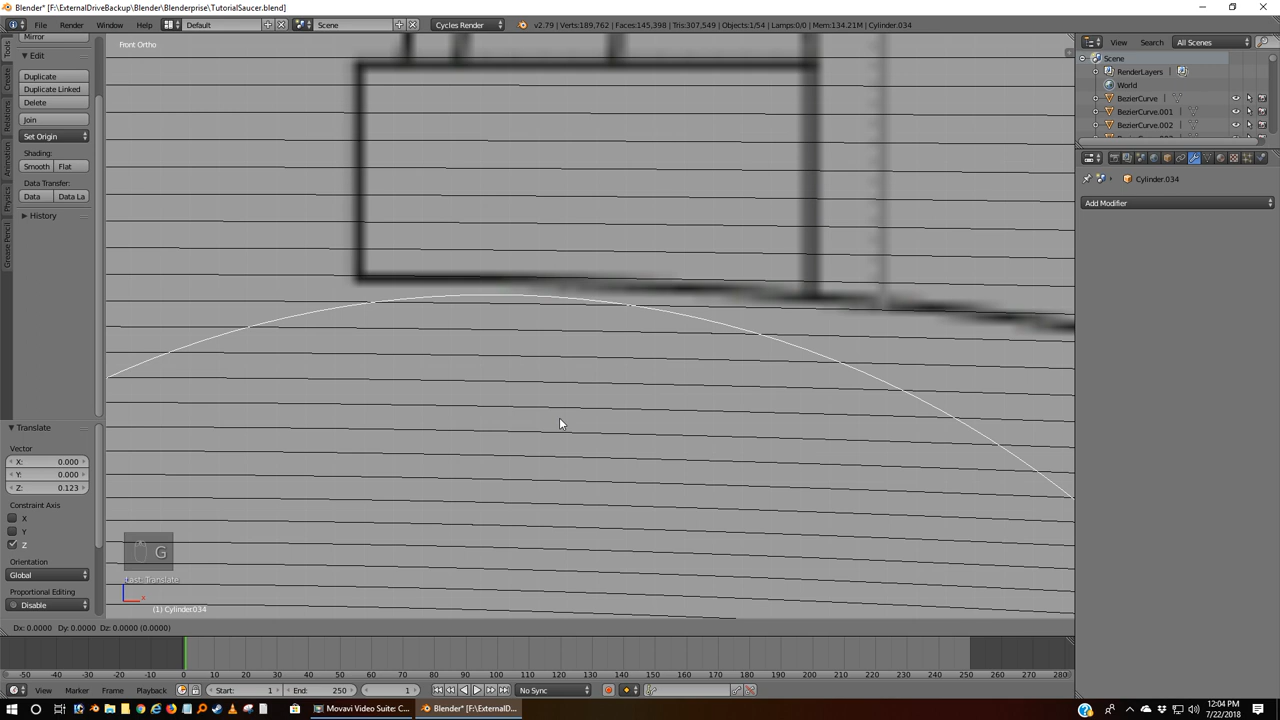 Blender* [F:\ExternalDriveBackup\Blender\Blenderprise\TutorialSaucer.blend]
File Render Window Help Default Scene Cycles Render v2.79 | Verts:189,762 | Faces:145,398 | Tris:307,549 | Objects:1/54 | Lamps:0/0 | Mem:134.21M | Cylinder.034
Front Ortho
View Search All Scenes
Mirror
Edit
Duplicate
Duplicate Linked
Delete
Join
Set Origin
Shading:
Smooth Flat
Data Transfer:
Data Data La
History
Tools
Create
Relations
Animation
Physics
Grease Pencil
Scene
RenderLayers
World
BezierCurve
BezierCurve.001
BezierCurve.002
Cylinder.034
Add Modifier
Translate
Vector
X: 0.000
Y: 0.000
Z: 0.123
Constraint Axis
X
Y
Z
Orientation
Global
Proportional Editing
Disable
G
Last: Translate
x
(1) Cylinder.034
Dx: 0.0000 Dy: 0.0000 Dz: 0.0000 (0.0000)
-50 -40 -30 -20 -10 0 10 20 30 40 50 60 70 80 90 100 110 120 130 140 150 160 170 180 190 200 210 220 230 240 250 260 270 280
View Marker Frame Playback Start: 1 End: 250 1 No Sync
Movavi Video Suite: C... Blender* [F:\ExternalD... 12:04 PM
7/22/2018